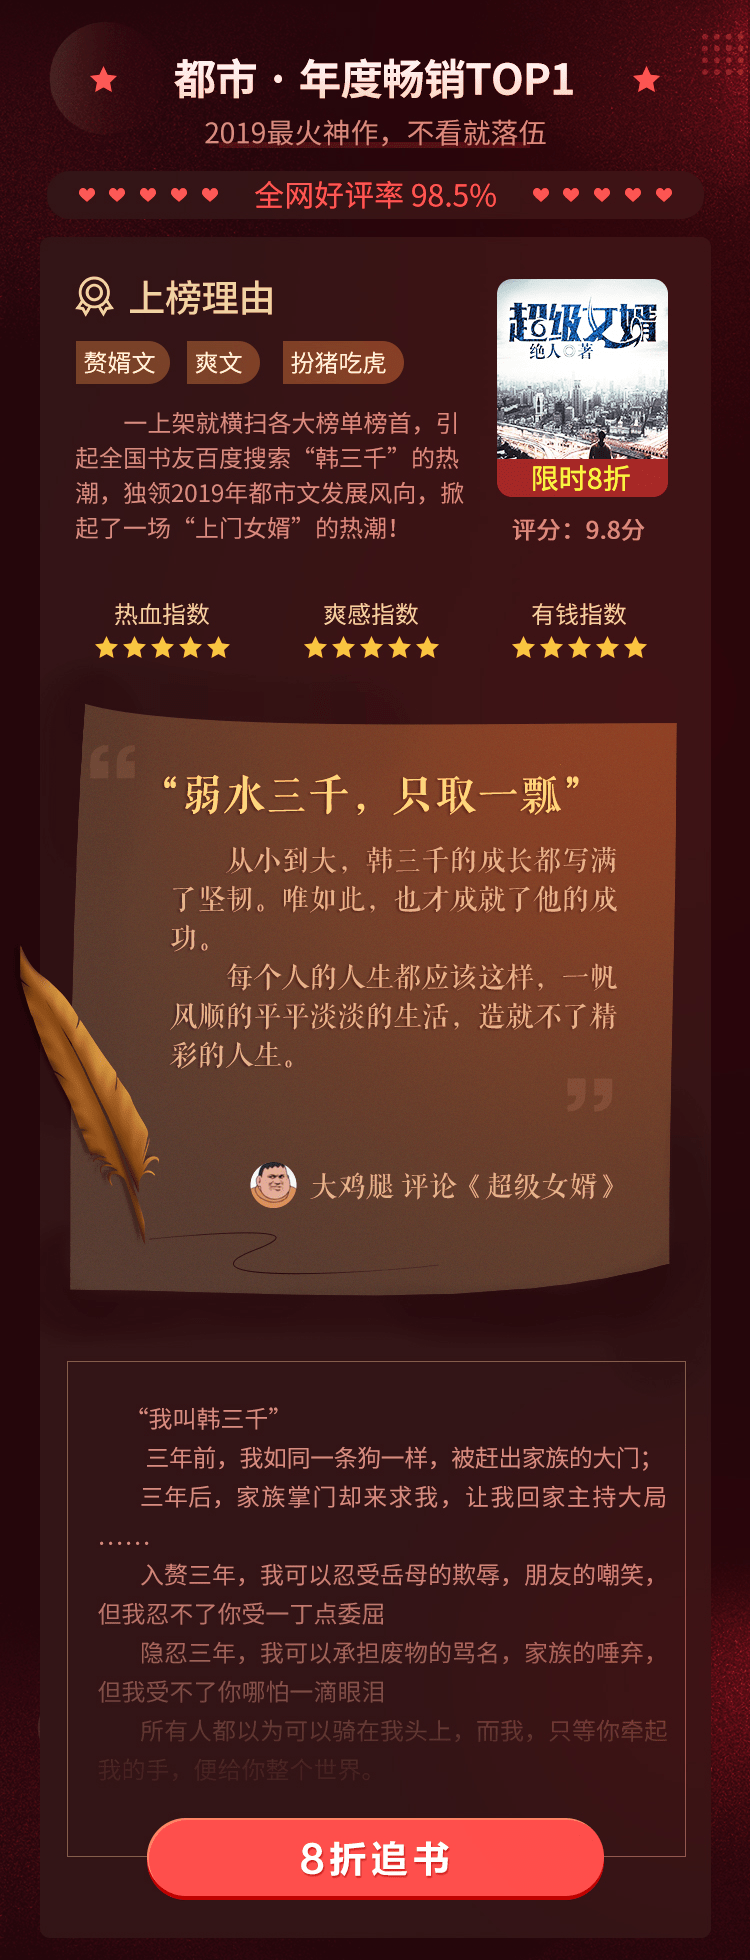 都市·年度畅销TOP1
2019最火神作，不看就落伍
全网好评率 98.5%
上榜理由
赘婿文 爽文 扮猪吃虎
一上架就横扫各大榜单榜首，引
起全国书友百度搜索“韩三千”的热
潮，独领2019年都市文发展风向，掀
起了一场“上门女婿”的热潮！
超级女婿
绝人◎著
限时8折
评分：9.8分
热血指数 爽感指数 有钱指数
“弱水三千，只取一瓢”
从小到大，韩三千的成长都写满
了坚韧。唯如此，也才成就了他的成
功。
每个人的人生都应该这样，一帆
风顺的平平淡淡的生活，造就不了精
彩的人生。
大鸡腿 评论《超级女婿》
“我叫韩三千”
三年前，我如同一条狗一样，被赶出家族的大门；
三年后，家族掌门却来求我，让我回家主持大局
……
入赘三年，我可以忍受岳母的欺辱，朋友的嘲笑，
但我忍不了你受一丁点委屈
隐忍三年，我可以承担废物的骂名，家族的唾弃，
但我受不了你哪怕一滴眼泪
所有人都以为可以骑在我头上，而我，只等你牵起
我的手，便给你整个世界。
8折追书